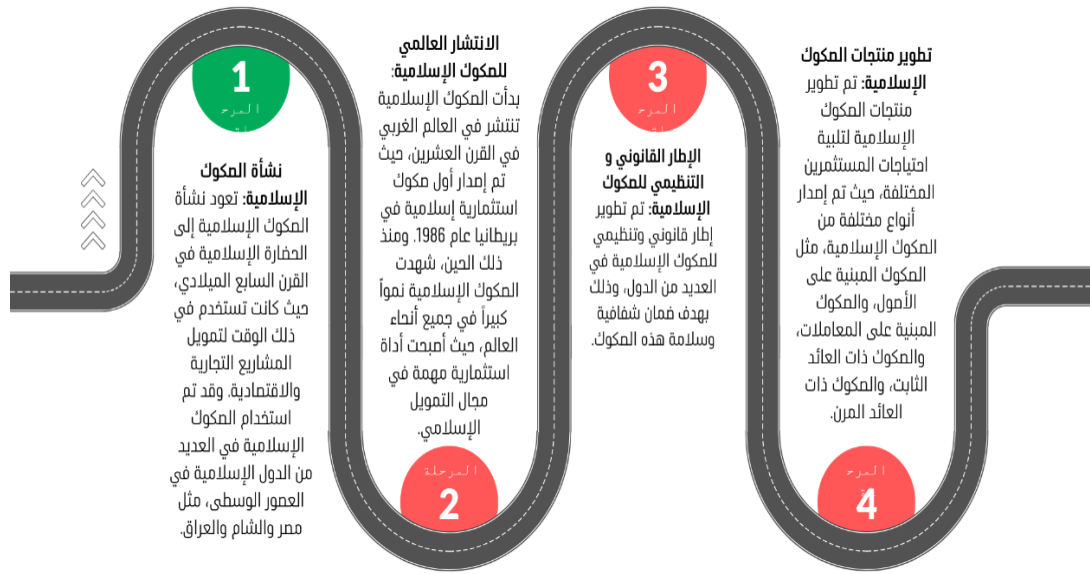 1
المرح
لة
نشأة الصكوك
الإسلامية: تعود نشأة
الصكوك الإسلامية إلى
الحضارة الإسلامية في
القرن السابع الميلادي،
حيث كانت تستخدم في
ذلك الوقت لتمويل
المشاريع التجارية
والاقتصادية. وقد تم
استخدام الصكوك
الإسلامية في العديد
من الدول الإسلامية في
العصور الوسطى، مثل
مصر والشام والعراق.
الانتشار العالمي
للصكوك الإسلامية:
بدأت الصكوك الإسلامية
تنتشر في العالم الغربي
في القرن العشرين، حيث
تم إصدار أول صكوك
استثمارية إسلامية في
بريطانيا عام 1986. ومنذ
ذلك الحين، شهدت
الصكوك الإسلامية نمواً
كبيراً في جميع أنحاء
العالم، حيث أصبحت أداة
استثمارية مهمة في
مجال التمويل
الإسلامي.
المرحلة
2
3
المرح
لة
الإطار القانوني و
التنظيمي للصكوك
الإسلامية: تم تطوير
إطار قانوني وتنظيمي
للصكوك الإسلامية في
العديد من الدول، وذلك
بهدف ضمان شفافية
وسلامة هذه الصكوك.
تطوير منتجات الصكوك
الإسلامية: تم تطوير
منتجات الصكوك
الإسلامية لتلبية
احتياجات المستثمرين
المختلفة، حيث تم إصدار
أنواع مختلفة من
الصكوك الإسلامية، مثل
الصكوك المبنية على
الأصول، والصكوك
المبنية على المعاملات،
والصكوك ذات العائد
الثابت، والصكوك ذات
العائد المرن.
المرح
4